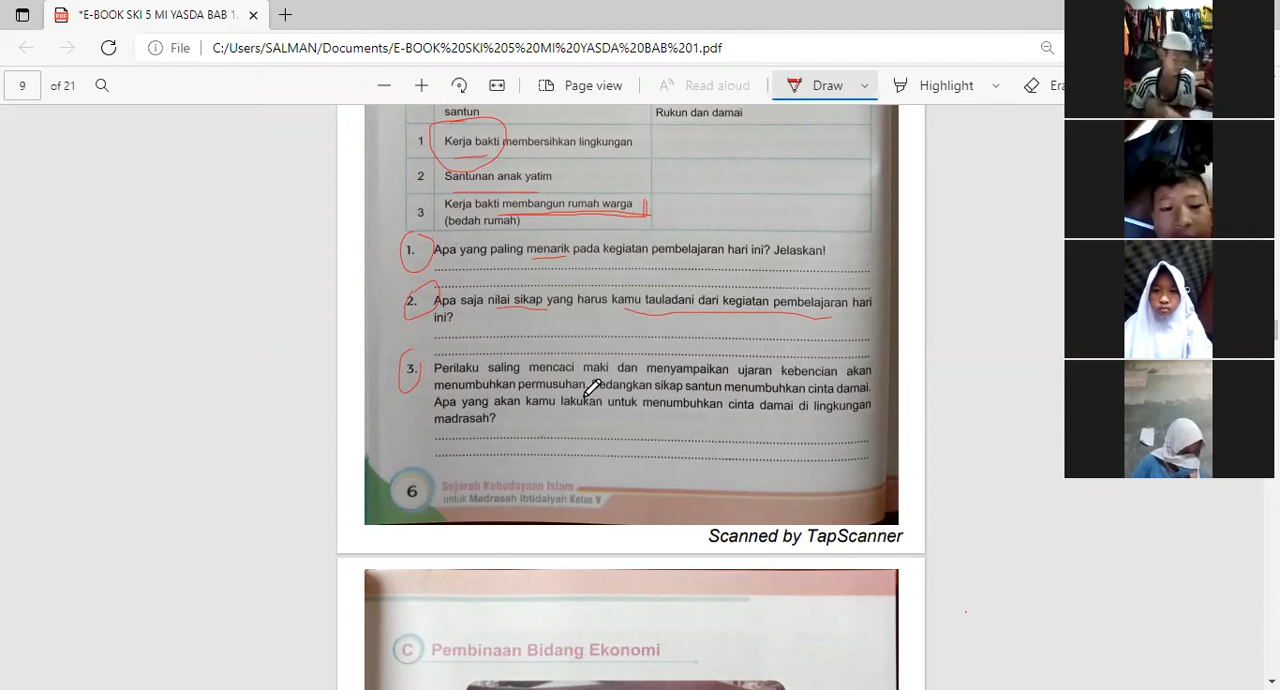 *E-BOOK SKI 5 MI YASDA BAB 1.
File
C:/Users/SALMAN/Documents/E-BOOK%20SKI%205%20MI%20YASDA%20BAB%201.pdf
9 of 21
Page view
Read aloud
Draw
Highlight
Era
santun
Rukun dan damai
1 Kerja bakti membersihkan lingkungan
2 Santunan anak yatim
3 Kerja bakti membangun rumah warga
(bedah rumah)
1. Apa yang paling menarik pada kegiatan pembelajaran hari ini? Jelaskan!
2. Apa saja nilai sikap yang harus kamu tauladani dari kegiatan pembelajaran hari
ini?
3. Perilaku saling mencaci maki dan menyampaikan ujaran kebencian akan
menumbuhkan permusuhan, sedangkan sikap santun menumbuhkan cinta damai.
Apa yang akan kamu lakukan untuk menumbuhkan cinta damai di lingkungan
madrasah?
6
Sejarah Kebudayaan Islam
untuk Madrasah Ibtidaiyah Kelas V
Scanned by TapScanner
C Pembinaan Bidang Ekonomi